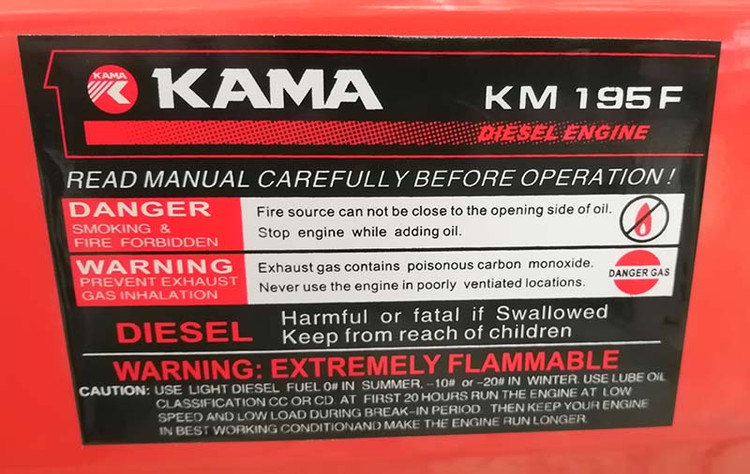 KAMA
KAMA
KM 195F
DIESEL ENGINE
READ MANUAL CAREFULLY BEFORE OPERATION!
DANGER
SMOKING &
FIRE FORBIDDEN
Fire source can not be close to the opening side of oil.
Stop engine while adding oil.
WARNING
PREVENT EXHAUST
GAS INHALATION
Exhaust gas contains poisonous carbon monoxide.
Never use the engine in poorly ventiated locations.
DANGER GAS
DIESEL
Harmful or fatal if Swallowed
Keep from reach of children
WARNING: EXTREMELY FLAMMABLE
CAUTION: USE LIGHT DIESEL FUEL 0# IN SUMMER, -10# or -20# IN WINTER. USE LUBE OIL
CLASSIFICATION CC OR CD. AT FIRST 20 HOURS RUN THE ENGINE AT LOW
SPEED AND LOW LOAD DURING BREAK-IN PERIOD. THEN KEEP YOUR ENGINE
IN BEST WORKING CONDITIONAND MAKE THE ENGINE RUN LONGER.